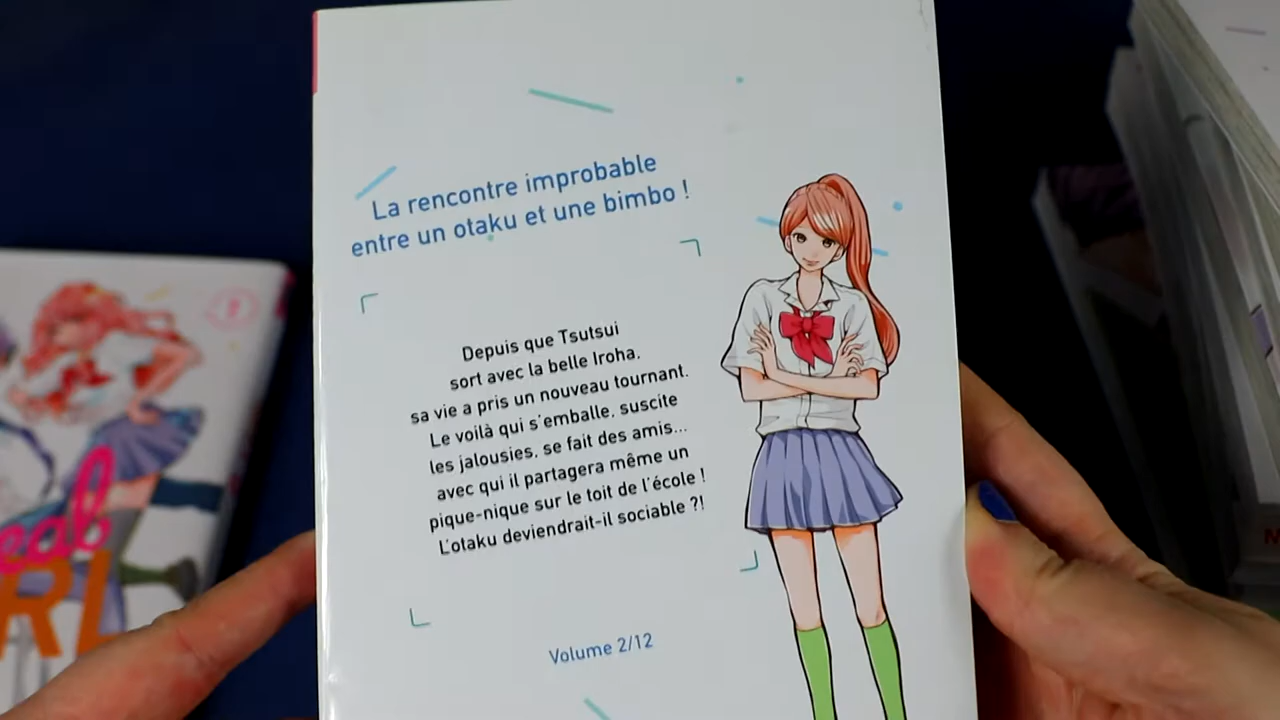 La rencontre improbable
entre un otaku et une bimbo !
Depuis que Tsutsui
sort avec la belle Iroha,
sa vie a pris un nouveau tournant.
Le voilà qui s'emballe, suscite
les jalousies, se fait des amis...
avec qui il partagera même un
pique-nique sur le toit de l'école !
L'otaku deviendrait-il sociable ?!
Volume 2/12